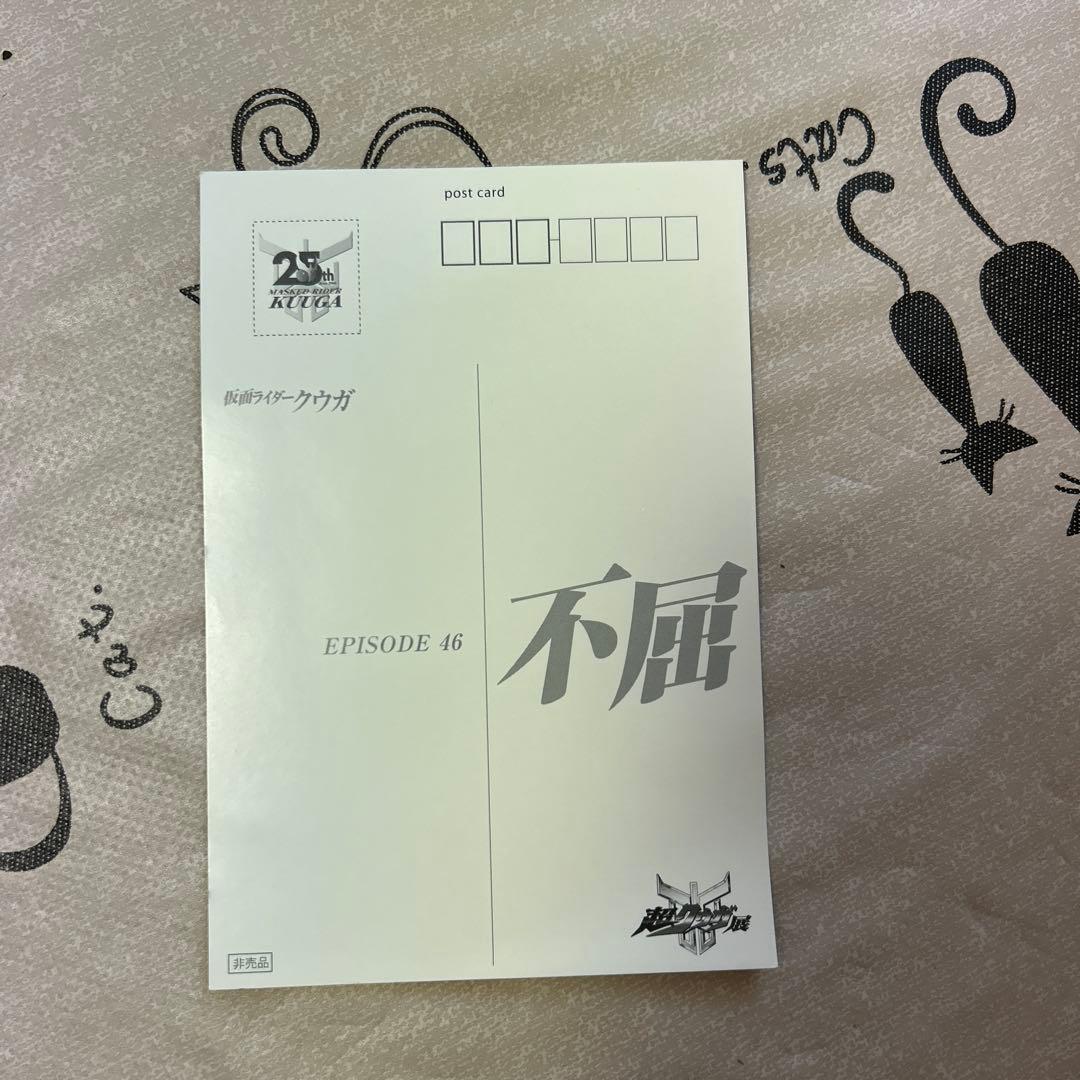 post card
25th
MASKED RIDER
KUUGA
仮面ライダークウガ
EPISODE 46
不屈
超クウガ展
非売品
Cats
Cat.